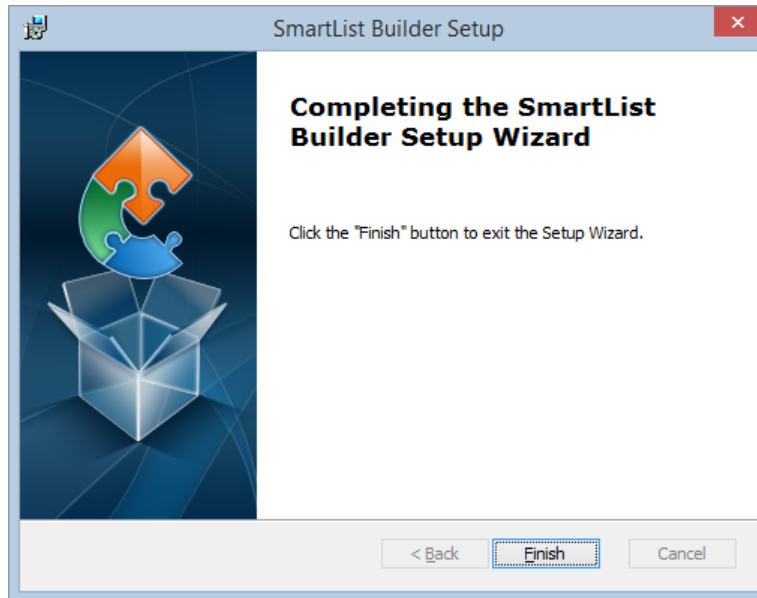 SmartList Builder Setup
Completing the SmartList
Builder Setup Wizard
Click the "Finish" button to exit the Setup Wizard.
< Back
Finish
Cancel